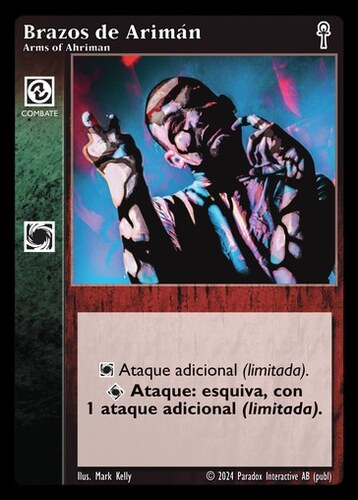 Brazos de Arimán
Arms of Ahriman
COMBATE
Ataque adicional (limitada).
Ataque: esquiva, con
1 ataque adicional (limitada).
Ilus. Mark Kelly
© 2024 Paradox Interactive AB (publ)